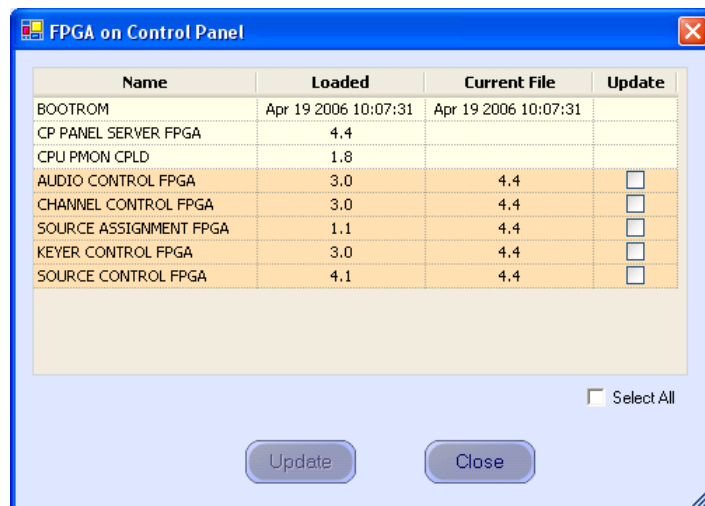 FPGA on Control Panel
Name Loaded Current File Update
BOOTROM Apr 19 2006 10:07:31 Apr 19 2006 10:07:31
CP PANEL SERVER FPGA 4.4
CPU PMON CPLD 1.8
AUDIO CONTROL FPGA 3.0 4.4
CHANNEL CONTROL FPGA 3.0 4.4
SOURCE ASSIGNMENT FPGA 1.1 4.4
KEYER CONTROL FPGA 3.0 4.4
SOURCE CONTROL FPGA 4.1 4.4
Select All
Update Close